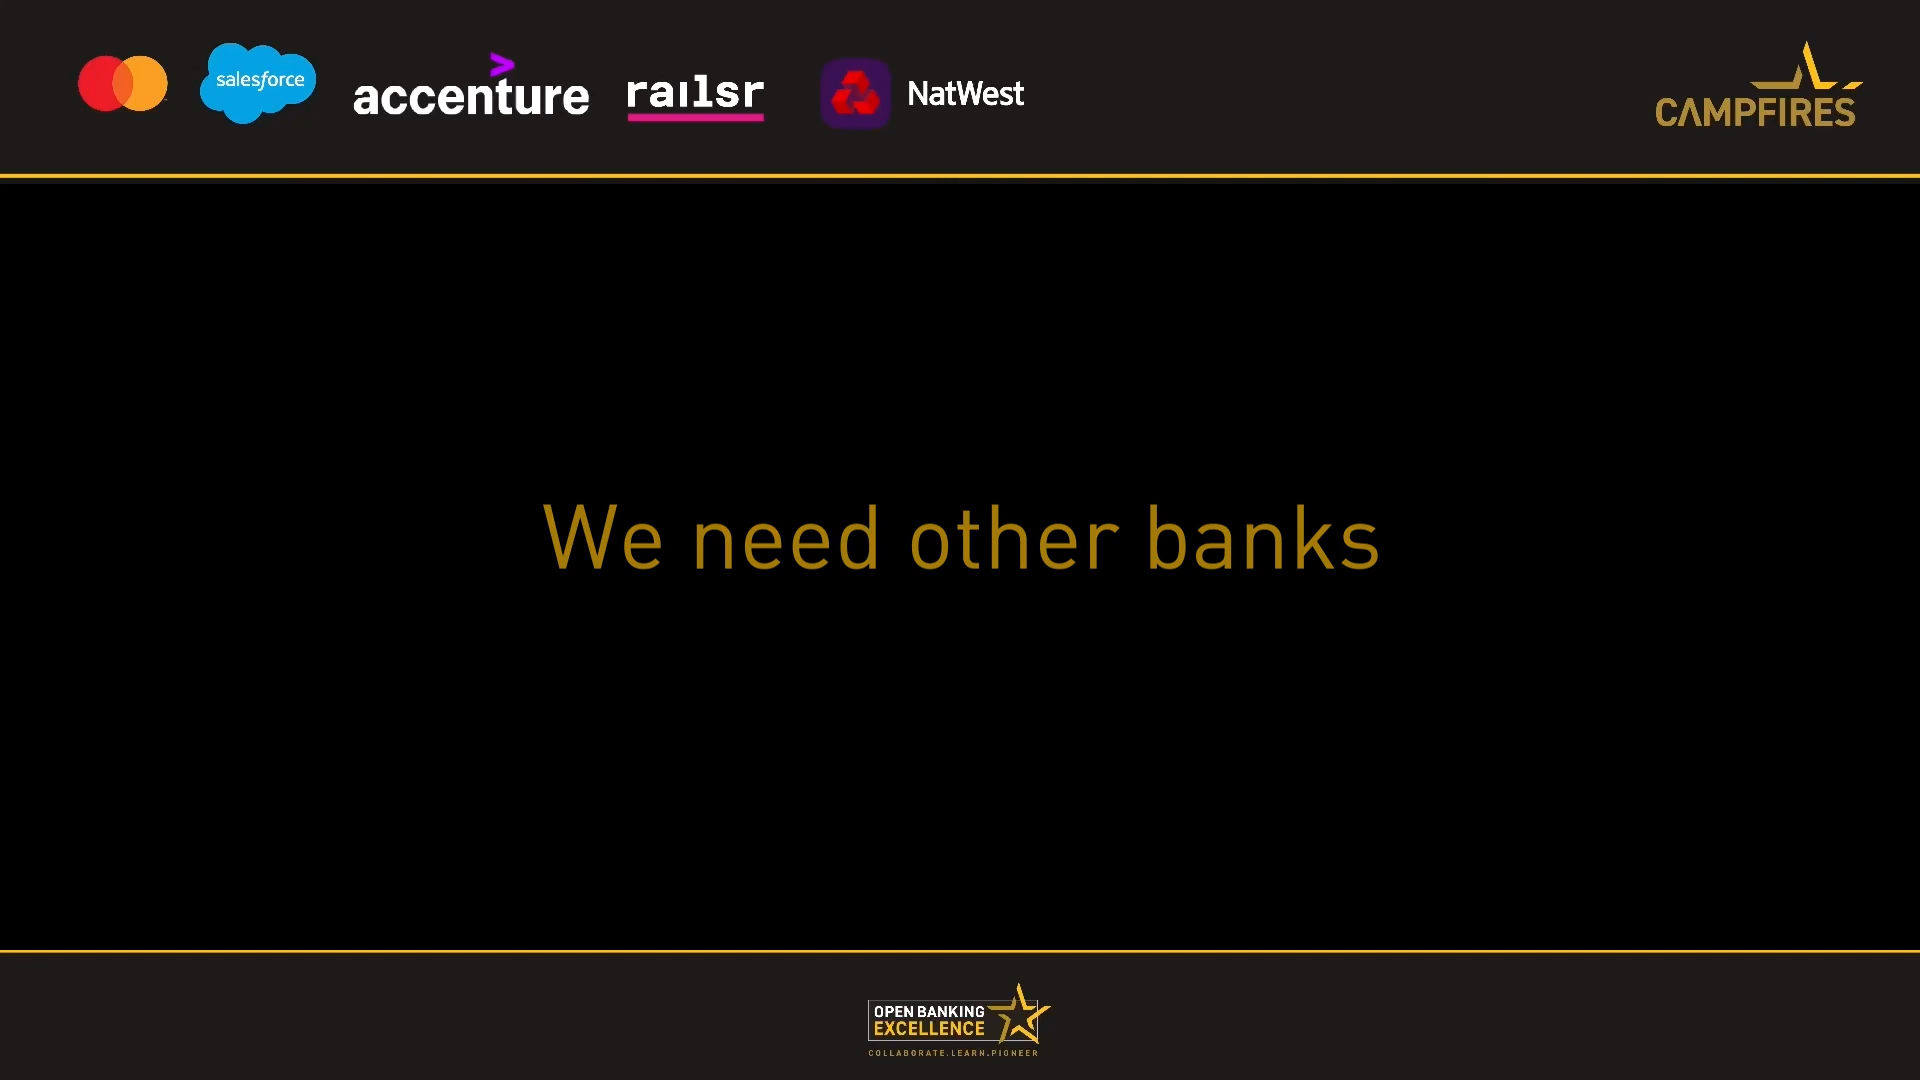 salesforce
accenture
railsr
NatWest
CAMPFIRES
We need other banks
OPEN BANKING
EXCELLENCE
COLLABORATE.LEARN.PIONEER